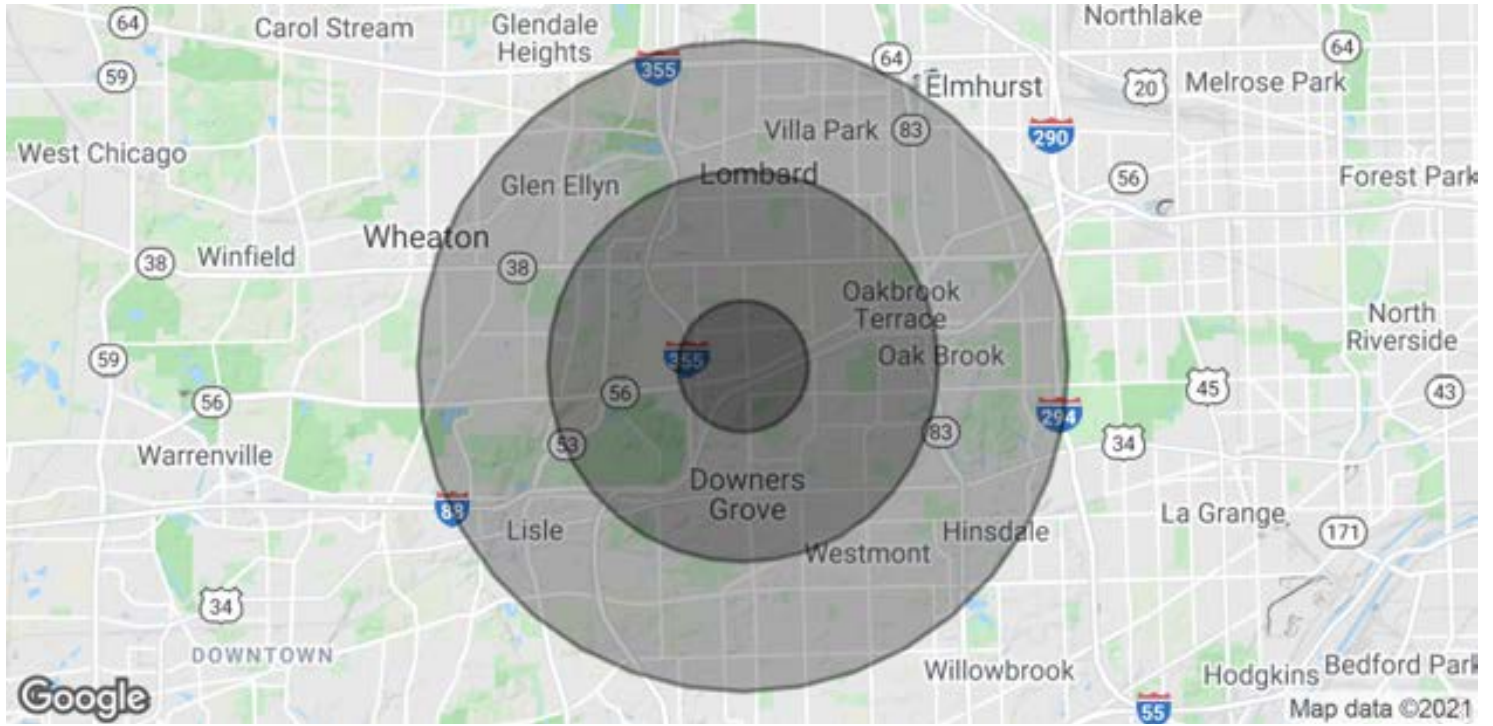 64
Carol Stream
Glendale
Heights
355
64
Northlake
64
59
Elmhurst
20
Melrose Park
Villa Park
83
290
West Chicago
Glen Ellyn
Lombard
56
Forest Park
Wheaton
38
Winfield
38
Oakbrook
Terrace
North
Riverside
59
355
Oak Brook
56
56
45
43
294
53
83
34
Warrenville
Downers
Grove
88
Lisle
La Grange
Hinsdale
171
Westmont
34
DOWNTOWN
Willowbrook
Hodgkins
Bedford Park
Google
55
Map data ©2021